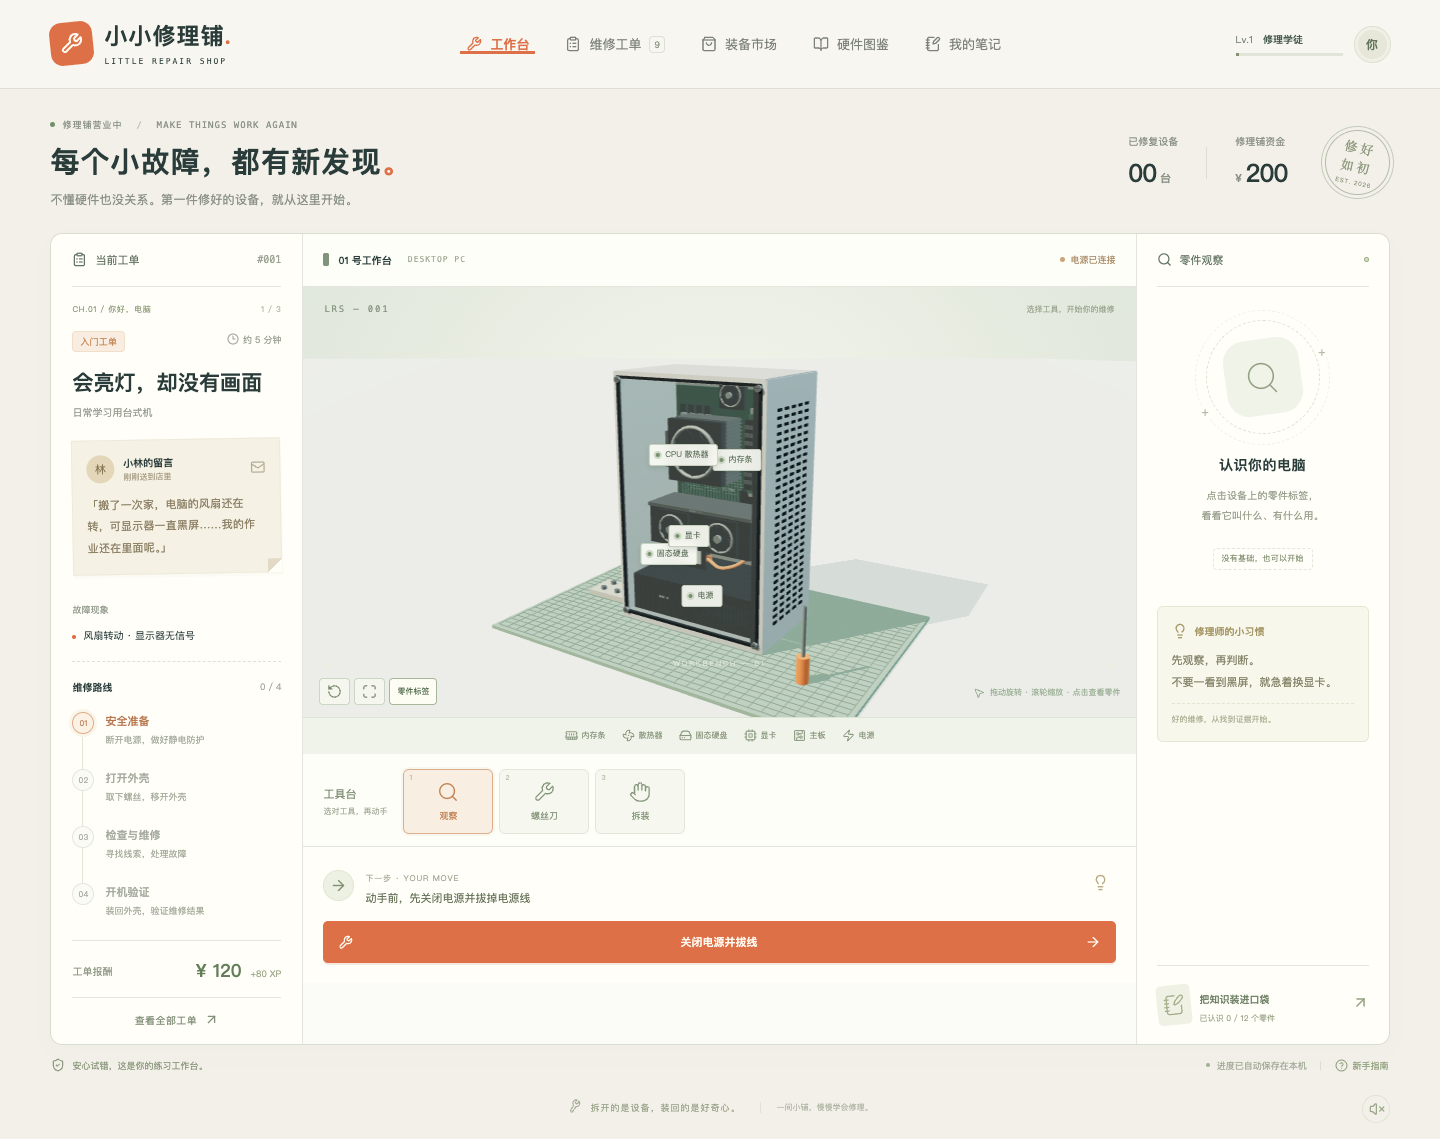 小小修理铺.
LITTLE REPAIR SHOP
工作台
维修工单 9
装备市场
硬件图鉴
我的笔记
Lv.1 修理学徒
你
修理铺营业中 / MAKE THINGS WORK AGAIN
每个小故障，都有新发现。
不懂硬件也没关系。第一件修好的设备，就从这里开始。
已修复设备
00 台
修理铺资金
¥ 200
修好
如初
EST. 2026
当前工单 #001
CH.01 / 你好，电脑 1 / 3
入门工单 约 5 分钟
会亮灯，却没有画面
日常学习用台式机
林
小林的留言
刚刚送到店里
「搬了一次家，电脑的风扇还在
转，可显示器一直黑屏……我的作
业还在里面呢。」
故障现象
风扇转动 · 显示器无信号
维修路线 0 / 4
01 安全准备
断开电源，做好静电防护
02 打开外壳
取下螺丝，移开外壳
03 检查与维修
寻找线索，处理故障
04 开机验证
装回外壳，验证维修结果
工单报酬 ¥ 120 +80 XP
查看全部工单
01 号工作台 DESKTOP PC
电源已连接
LRS — 001
选择工具，开始你的维修
CPU 散热器
内存条
显卡
固态硬盘
电源
零件标签
拖动旋转 · 滚轮缩放 · 点击查看零件
内存条 散热器 固态硬盘 显卡 主板 电源
工具台
选对工具，再动手
1 观察
2 螺丝刀
3 拆装
下一步 · YOUR MOVE
动手前，先关闭电源并拔掉电源线
关闭电源并拔线
零件观察
认识你的电脑
点击设备上的零件标签，
看看它叫什么、有什么用。
没有基础，也可以开始
修理师的小习惯
先观察，再判断。
不要一看到黑屏，就急着换显卡。
好的维修，从找到证据开始。
把知识装进口袋
已认识 0 / 12 个零件
安心试错，这是你的练习工作台。
进度已自动保存在本机
新手指南
拆开的是设备，装回的是好奇心。
一间小铺，慢慢学会修理。